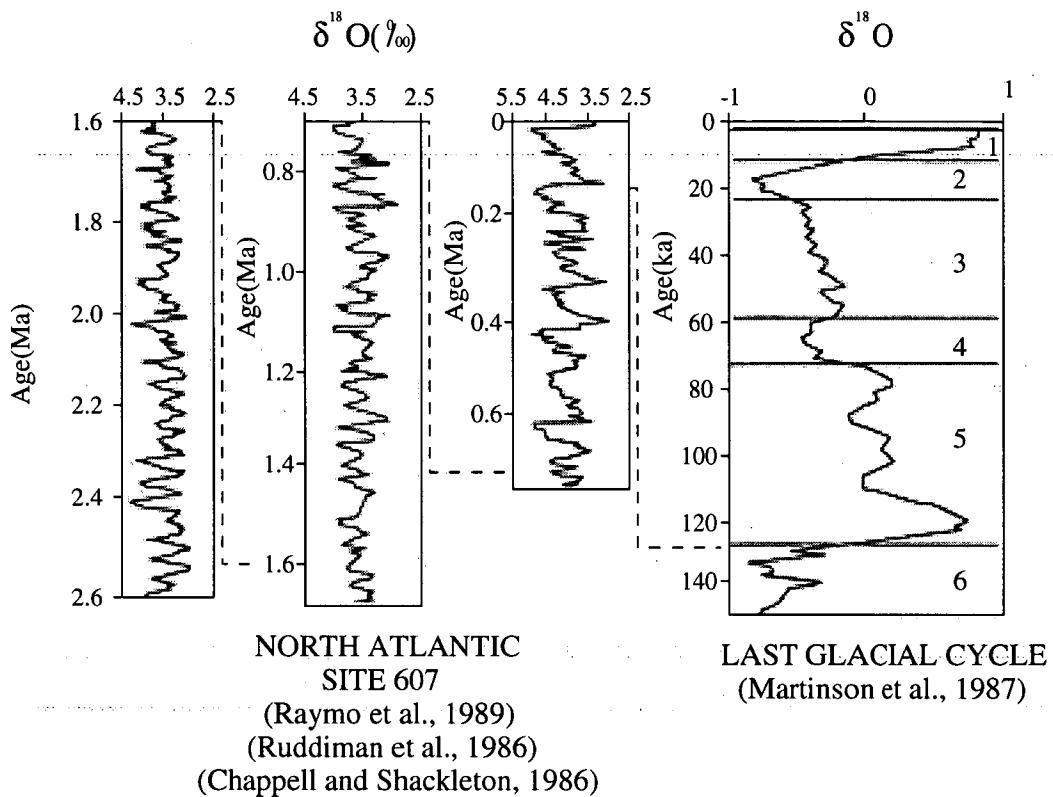 δ¹⁸O(‰)
δ¹⁸O
4.5 3.5 2.5
4.5 3.5 2.5
5.5 4.5 3.5 2.5
-1 0 1
Age(Ma)
1.6
1.8
2.0
2.2
2.4
2.6
Age(Ma)
0.8
1.0
1.2
1.4
1.6
Age(Ma)
0
0.2
0.4
0.6
Age(ka)
0
20
40
60
80
100
120
140
1
2
3
4
5
6
NORTH ATLANTIC
SITE 607
(Raymo et al., 1989)
(Ruddiman et al., 1986)
(Chappell and Shackleton, 1986)
LAST GLACIAL CYCLE
(Martinson et al., 1987)